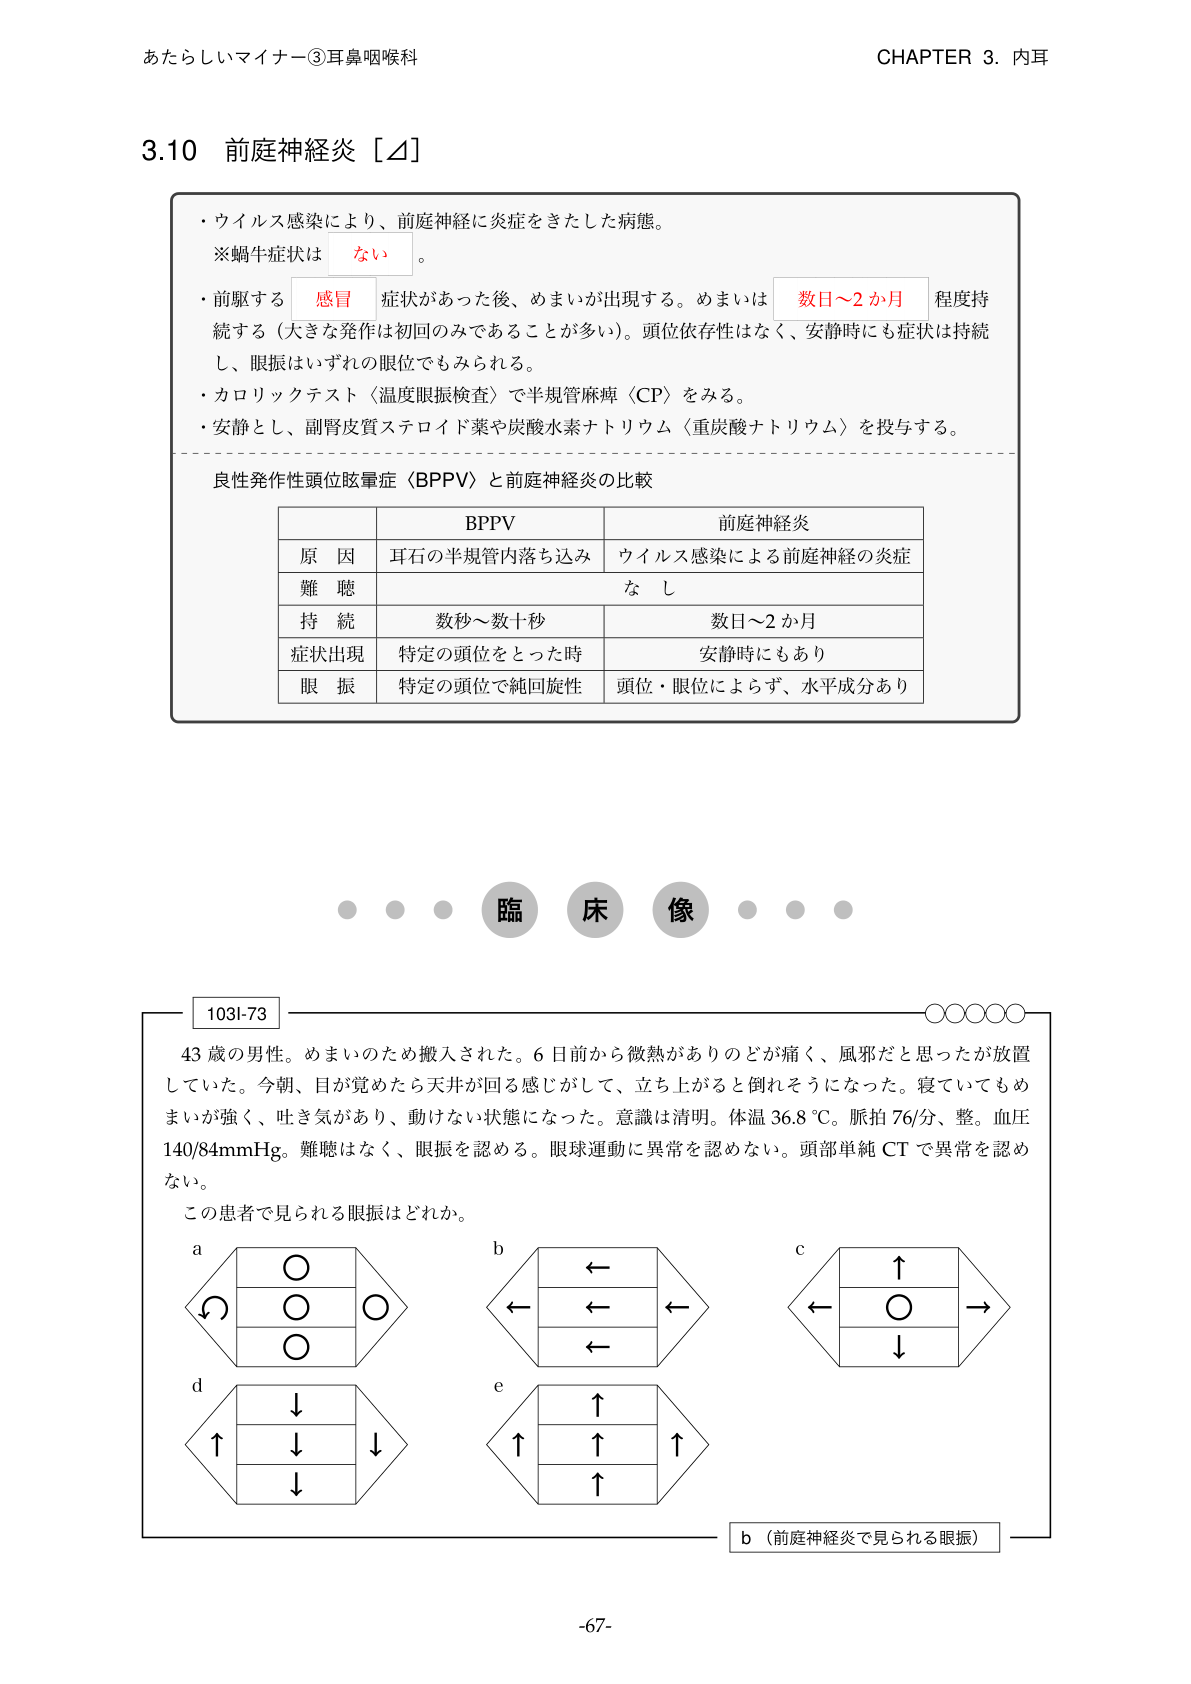 あたらしいマイナー③耳鼻咽喉科
CHAPTER 3. 内耳
3.10 前庭神経炎［⊿］
・ウイルス感染により、前庭神経に炎症をきたした病態。
※蝸牛症状は ない 。
・前駆する 感冒 症状があった後、めまいが出現する。めまいは 数日〜2 か月 程度持
続する（大きな発作は初回のみであることが多い）。頭位依存性はなく、安静時にも症状は持続
し、眼振はいずれの眼位でもみられる。
・カロリックテスト〈温度眼振検査〉で半規管麻痺〈CP〉をみる。
・安静とし、副腎皮質ステロイド薬や炭酸水素ナトリウム〈重炭酸ナトリウム〉を投与する。
良性発作性頭位眩暈症〈BPPV〉と前庭神経炎の比較
BPPV 前庭神経炎
原 因 耳石の半規管内落ち込み ウイルス感染による前庭神経の炎症
難 聴 な し
持 続 数秒〜数十秒 数日〜2 か月
症状出現 特定の頭位をとった時 安静時にもあり
眼 振 特定の頭位で純回旋性 頭位・眼位によらず、水平成分あり
臨 床 像
103I-73
43 歳の男性。めまいのため搬入された。6 日前から微熱がありのどが痛く、風邪だと思ったが放置
していた。今朝、目が覚めたら天井が回る感じがして、立ち上がると倒れそうになった。寝ていてもめ
まいが強く、吐き気があり、動けない状態になった。意識は清明。体温 36.8 ℃。脈拍 76/分、整。血圧
140/84mmHg。難聴はなく、眼振を認める。眼球運動に異常を認めない。頭部単純 CT で異常を認め
ない。
この患者で見られる眼振はどれか。
a
b
c
d
e
b （前庭神経炎で見られる眼振）
-67-